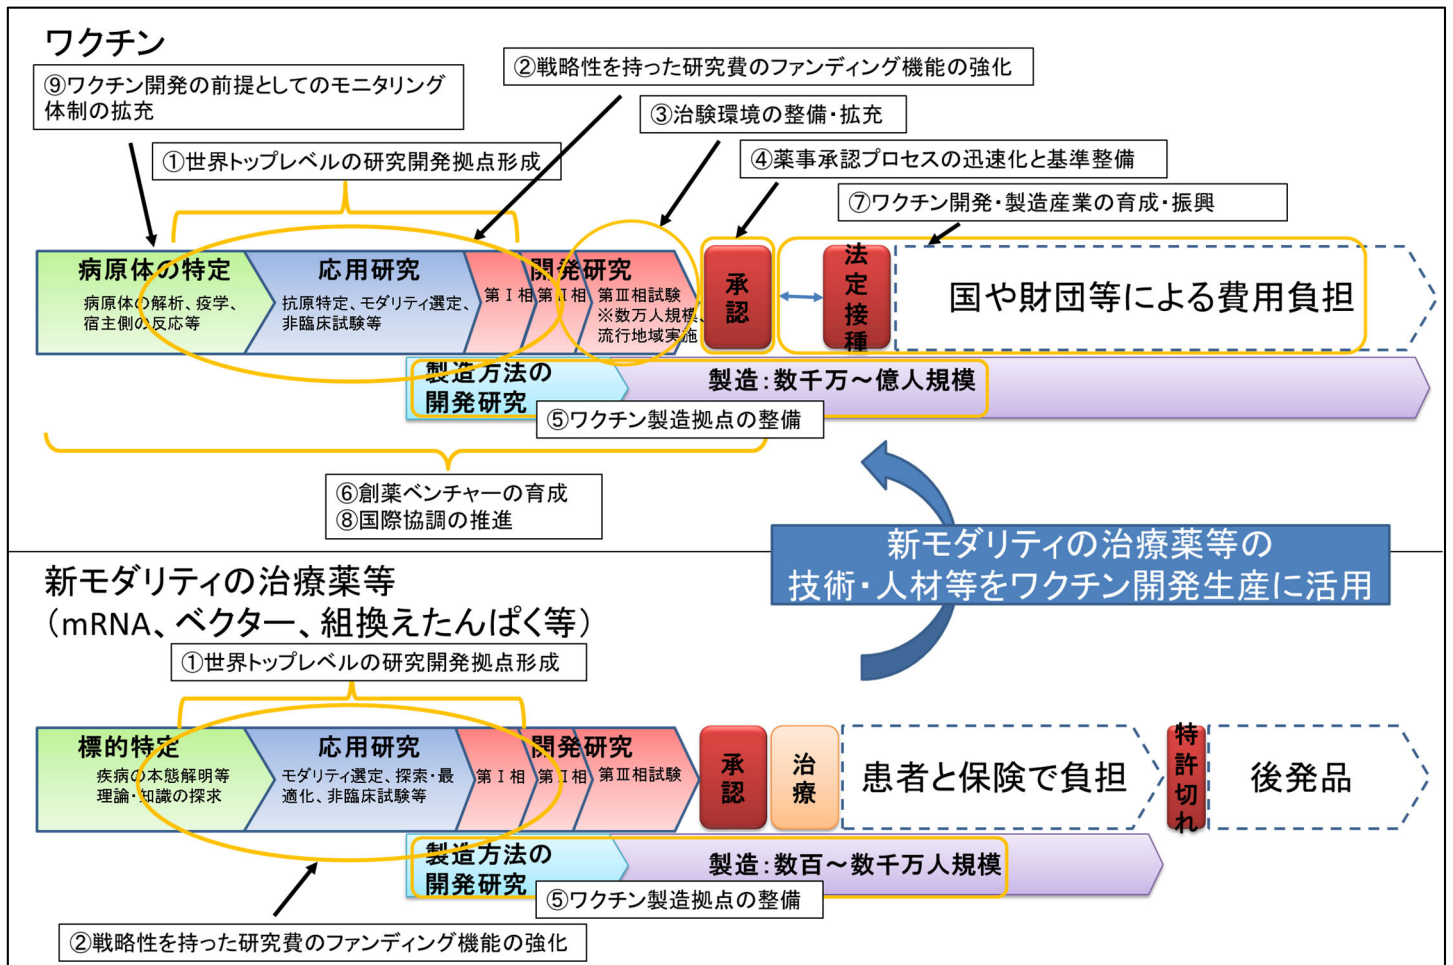 ワクチン
⑨ワクチン開発の前提としてのモニタリング
体制の拡充
②戦略性を持った研究費のファンディング機能の強化
③治験環境の整備・拡充
①世界トップレベルの研究開発拠点形成
④薬事承認プロセスの迅速化と基準整備
⑦ワクチン開発・製造産業の育成・振興
病原体の特定
病原体の解析、疫学、
宿主側の反応等
応用研究
抗原特定、モダリティ選定、
非臨床試験等
開発研究
第Ⅰ相
第Ⅱ相
第Ⅲ相試験
※数万人規模、
流行地域実施
承認
法定接種
国や財団等による費用負担
製造方法の
開発研究
製造：数千万～億人規模
⑤ワクチン製造拠点の整備
⑥創薬ベンチャーの育成
⑧国際協調の推進
新モダリティの治療薬等の
技術・人材等をワクチン開発生産に活用
新モダリティの治療薬等
（mRNA、ベクター、組換えたんぱく等）
①世界トップレベルの研究開発拠点形成
標的特定
疾病の本態解明等
理論・知識の探求
応用研究
モダリティ選定、探索・最
適化、非臨床試験等
開発研究
第Ⅰ相
第Ⅱ相
第Ⅲ相試験
承認
治療
患者と保険で負担
特許切れ
後発品
製造方法の
開発研究
製造：数百～数千万人規模
⑤ワクチン製造拠点の整備
②戦略性を持った研究費のファンディング機能の強化